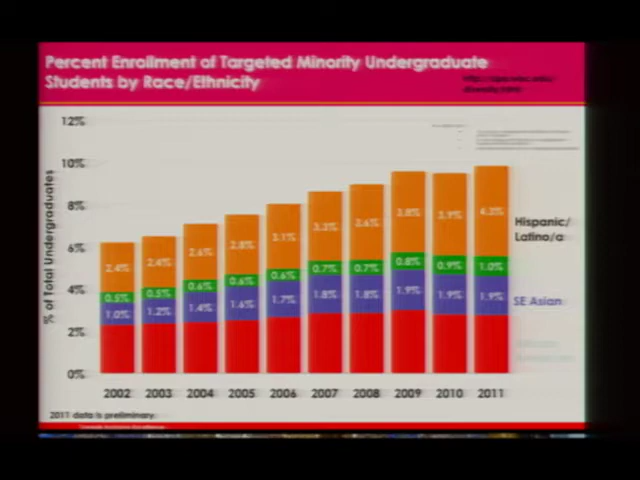 Percent Enrollment of Targeted Minority Undergraduate
Students by Race/Ethnicity
12%
10%
8%
6%
4%
2%
0%
% of Total Undergraduates
2.4% 2.4% 2.6% 2.8% 3.1% 3.3% 3.6% 3.8% 3.9% 4.3%
0.5% 0.5% 0.6% 0.6% 0.6% 0.7% 0.7% 0.8% 0.9% 1.0%
1.0% 1.2% 1.4% 1.6% 1.7% 1.8% 1.8% 1.9% 1.9% 1.9%
Hispanic/
Latino/a
SE Asian
2002 2003 2004 2005 2006 2007 2008 2009 2010 2011
2011 data is preliminary.